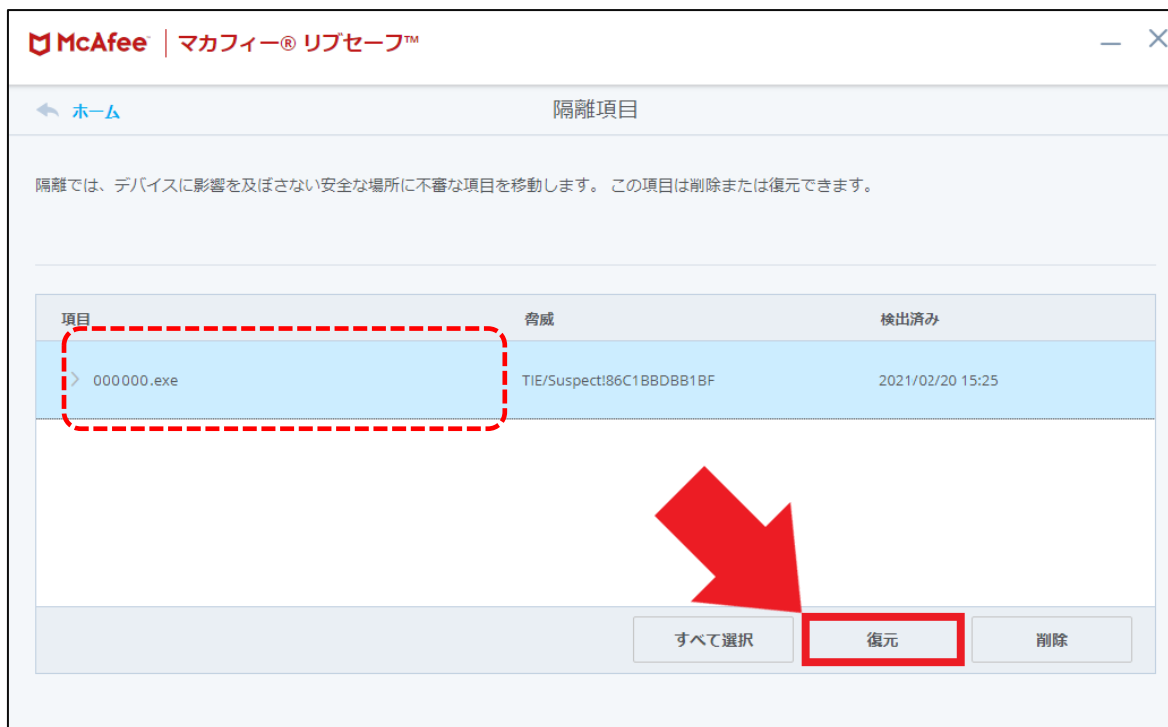 McAfee™ マカフィー® リブセーフ™
ホーム 隔離項目
隔離では、デバイスに影響を及ぼさない安全な場所に不審な項目を移動します。 この項目は削除または復元できます。
項目 脅威 検出済み
000000.exe TIE/Suspect!86C1BBDBB1BF 2021/02/20 15:25
すべて選択 復元 削除